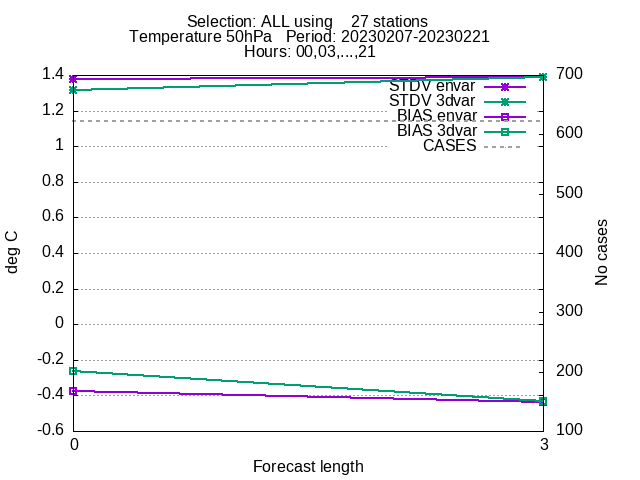 Selection: ALL using 27 stations
Temperature 50hPa Period: 20230207-20230221
Hours: 00,03,...,21
1.4
1.2
1
0.8
0.6
0.4
0.2
0
-0.2
-0.4
-0.6
deg C
700
600
500
400
300
200
100
No cases
STDV envar
STDV 3dvar
BIAS envar
BIAS 3dvar
CASES
0
3
Forecast length